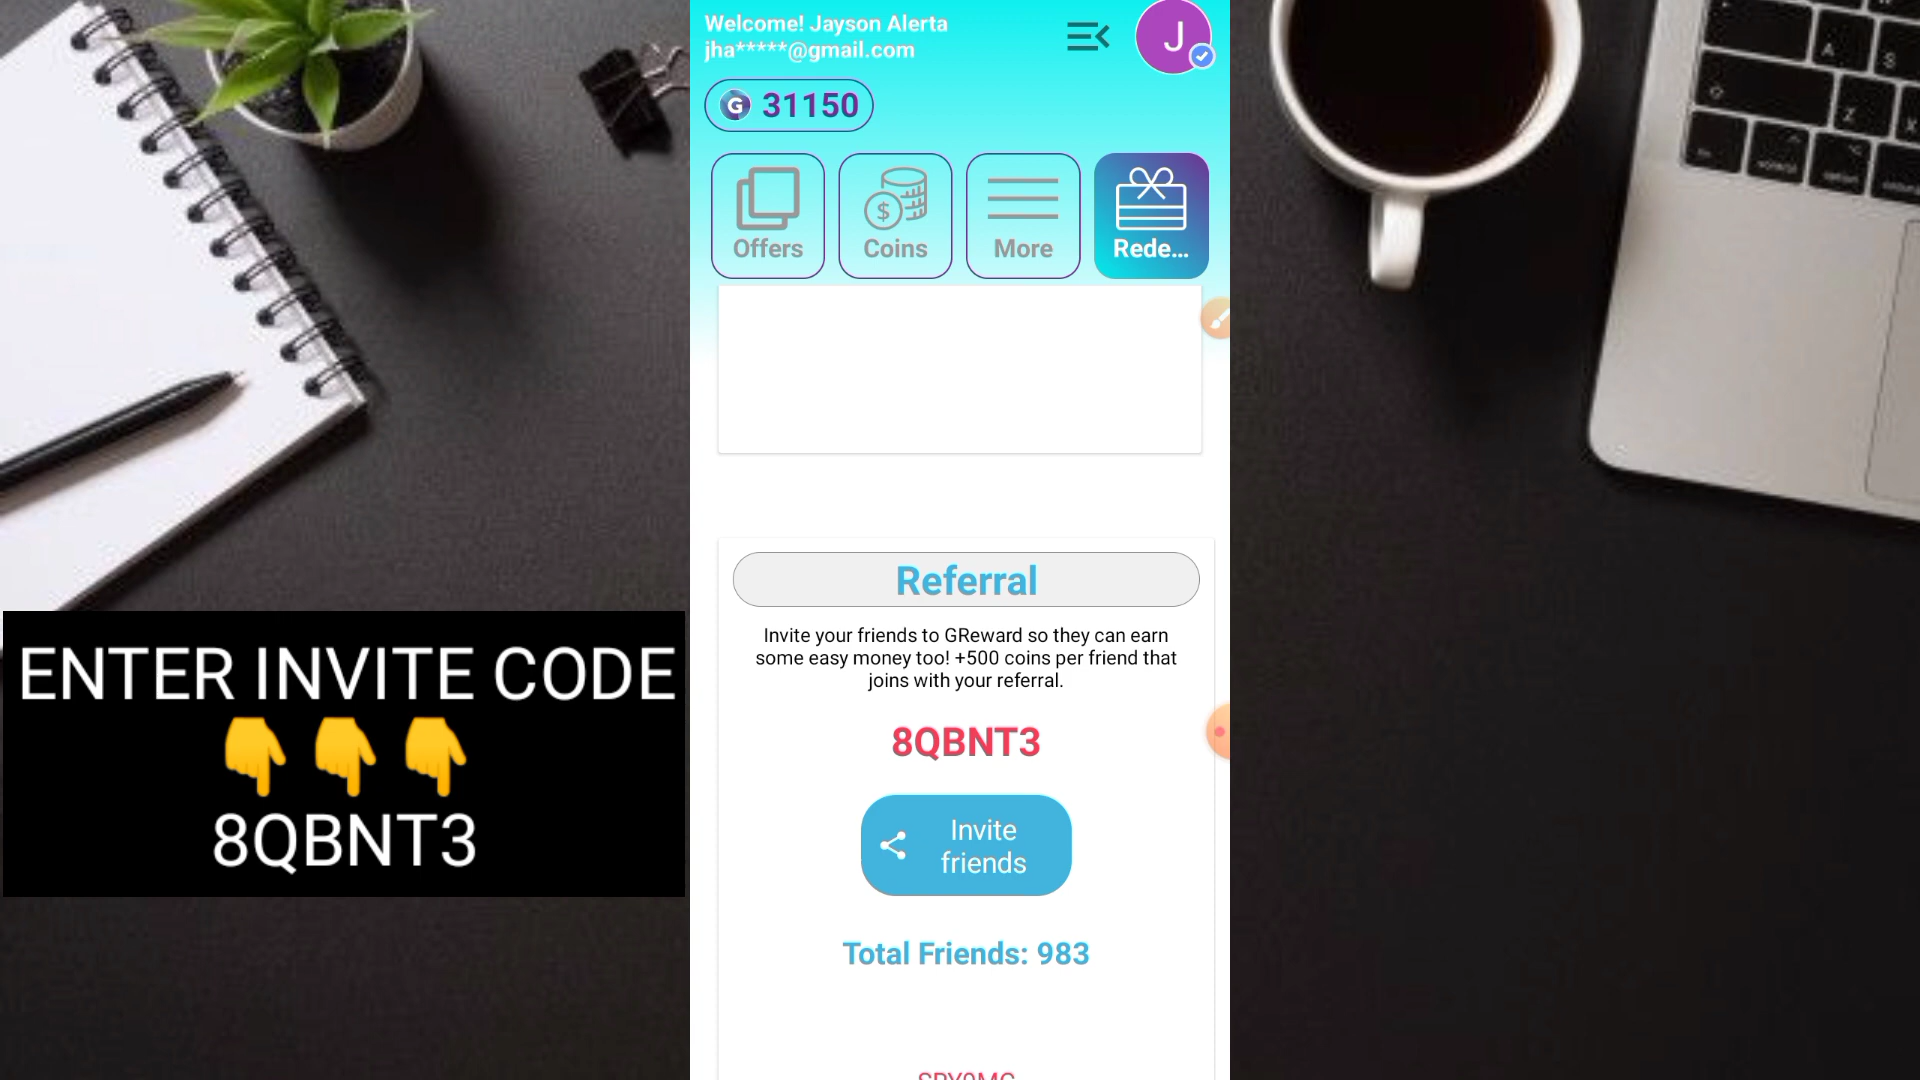 Welcome! Jayson Alerta
jha*****@gmail.com
G 31150
Offers
Coins
More
Rede...
Referral
Invite your friends to GReward so they can earn
some easy money too! +500 coins per friend that
joins with your referral.
8QBNT3
Invite
friends
Total Friends: 983
ENTER INVITE CODE
👇👇👇
8QBNT3
J
A
S
Z
X